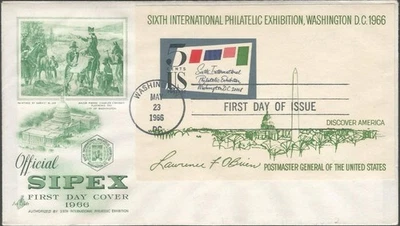 SIXTH INTERNATIONAL PHILATELIC EXHIBITION, WASHINGTON D.C. 1966
5
CENTS
US
Sixth International
Philatelic Exhibition
Washington D.C. 20018
WASHINGTON
MAY
23
1966
D.C.
FIRST DAY OF ISSUE
DISCOVER AMERICA
Lawrence F. O'Brien
POSTMASTER GENERAL OF THE UNITED STATES
Official
SIPEX
FIRST DAY COVER
1966